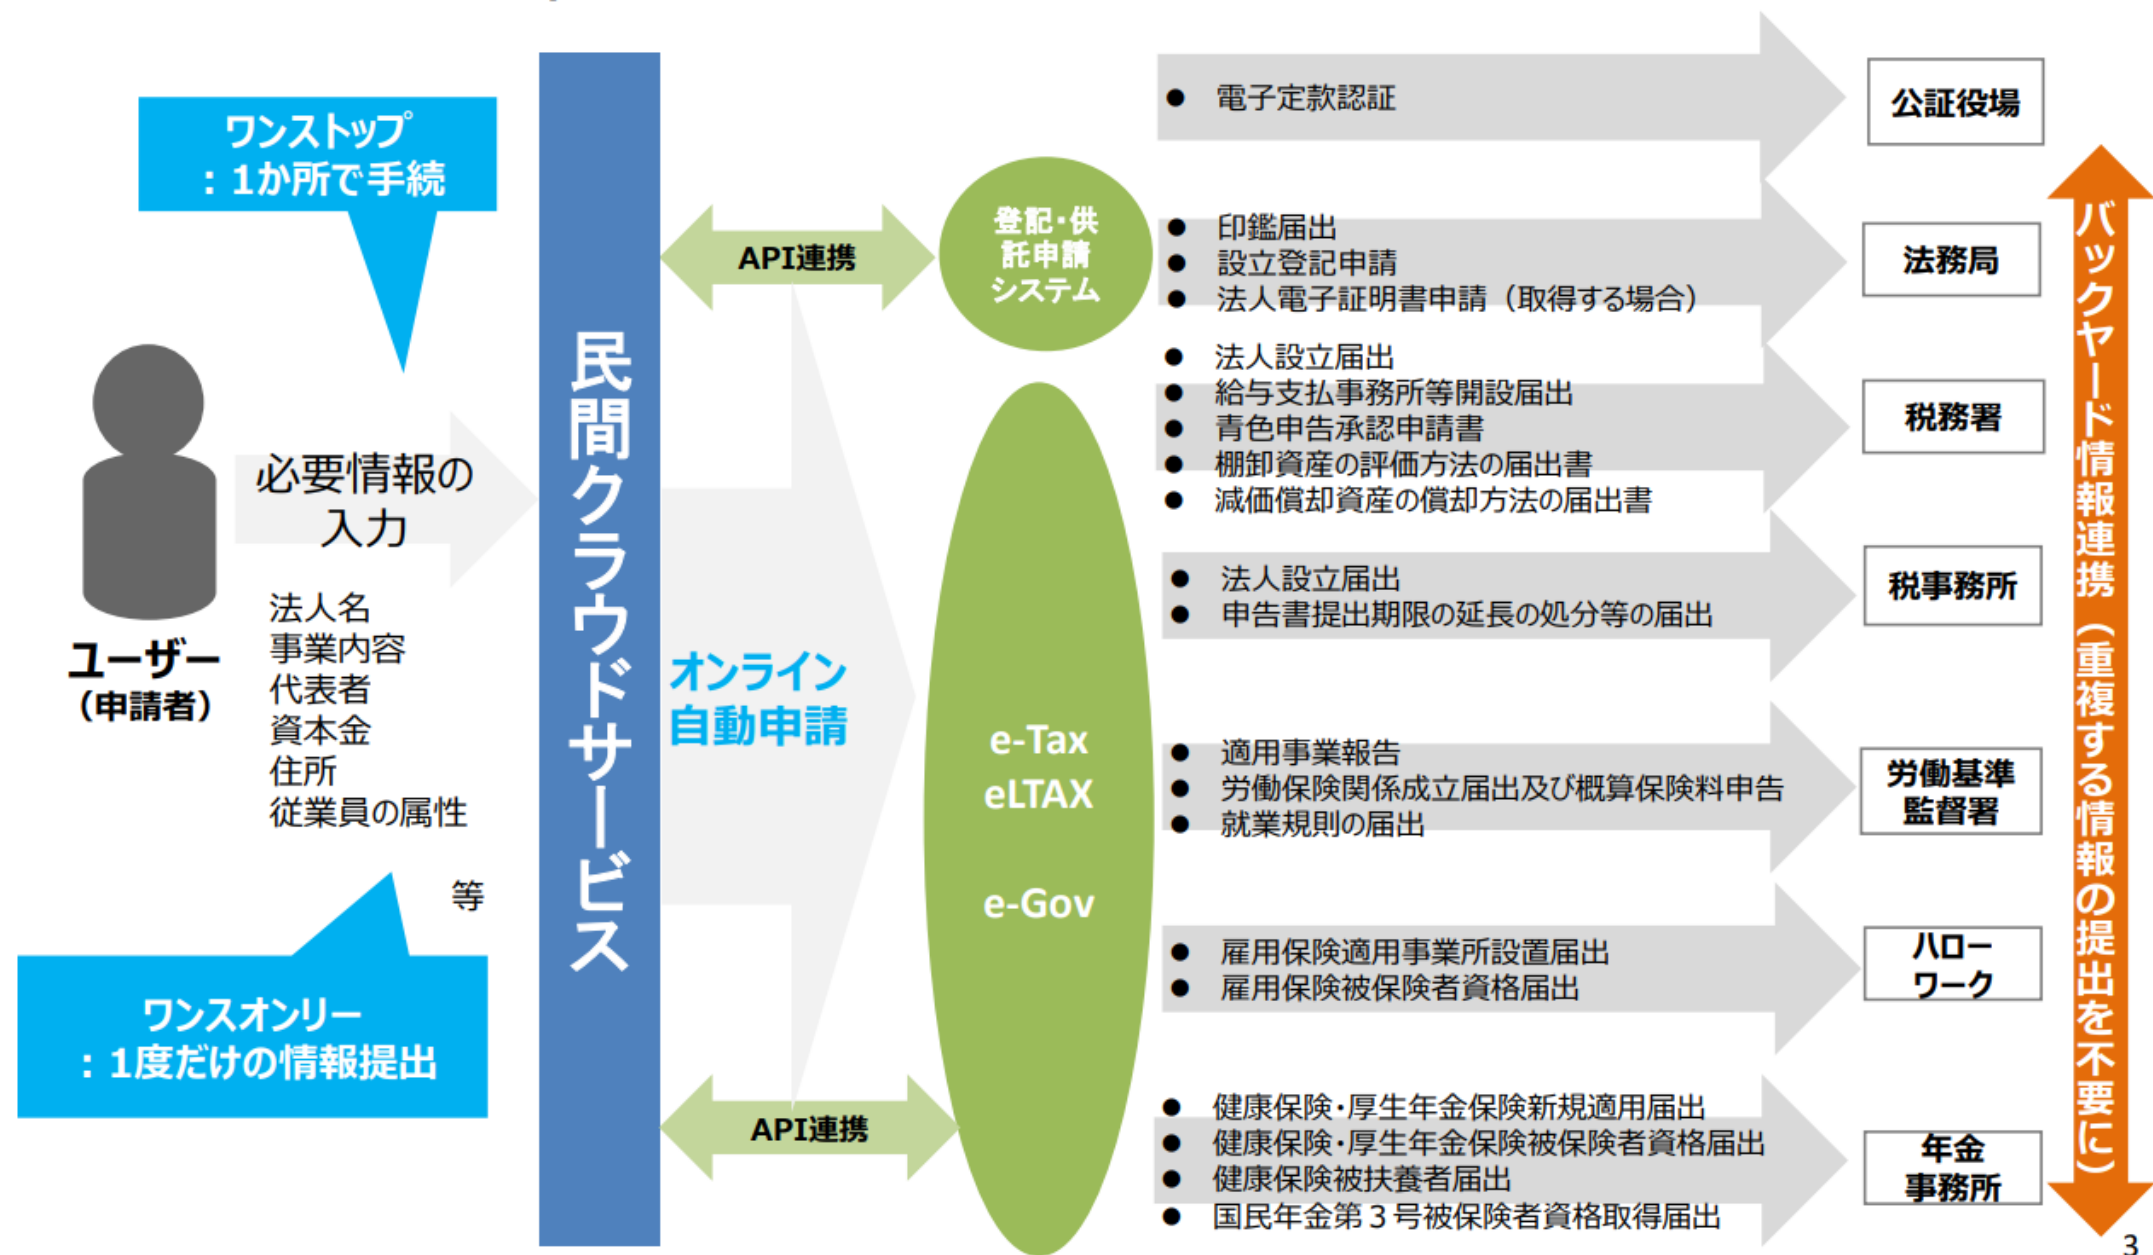 ワンストップ
：1か所で手続
ユーザー
（申請者）
必要情報の
入力
法人名
事業内容
代表者
資本金
住所
従業員の属性
等
ワンスオンリー
：1度だけの情報提出
民間クラウドサービス
API連携
オンライン
自動申請
API連携
登記・供
託申請
システム
e-Tax
eLTAX
e-Gov
● 電子定款認証
公証役場
● 印鑑届出
● 設立登記申請
● 法人電子証明書申請（取得する場合）
法務局
● 法人設立届出
● 給与支払事務所等開設届出
● 青色申告承認申請書
● 棚卸資産の評価方法の届出書
● 減価償却資産の償却方法の届出書
税務署
● 法人設立届出
● 申告書提出期限の延長の処分等の届出
税事務所
● 適用事業報告
● 労働保険関係成立届出及び概算保険料申告
● 就業規則の届出
労働基準
監督署
● 雇用保険適用事業所設置届出
● 雇用保険被保険者資格届出
ハロー
ワーク
● 健康保険・厚生年金保険新規適用届出
● 健康保険・厚生年金保険被保険者資格届出
● 健康保険被扶養者届出
● 国民年金第３号被保険者資格取得届出
年金
事務所
バックヤード情報連携（重複する情報の提出を不要に）
3